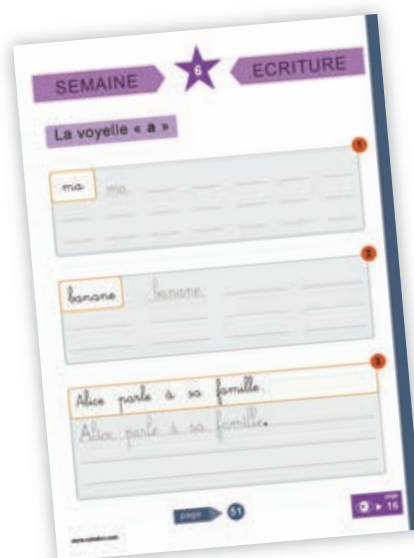 SEMAINE 6 ECRITURE
La voyelle « a »
1
ma ma
2
banane banane
3
Alice parle à sa famille.
Alice parle à sa famille.
page 51
page 16